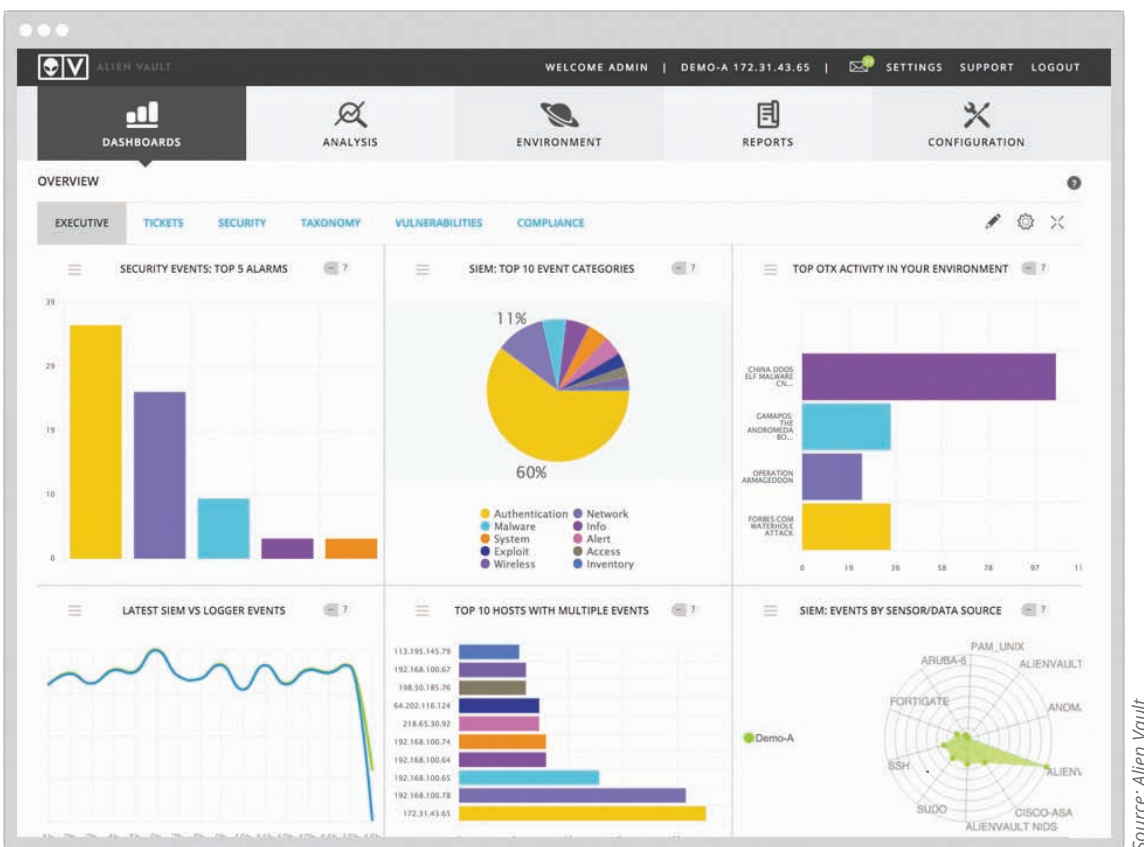 ALIEN VAULT
WELCOME ADMIN | DEMO-A 172.31.43.65 | SETTINGS SUPPORT LOGOUT
DASHBOARDS ANALYSIS ENVIRONMENT REPORTS CONFIGURATION
OVERVIEW
EXECUTIVE TICKETS SECURITY TAXONOMY VULNERABILITIES COMPLIANCE
SECURITY EVENTS: TOP 5 ALARMS
39
29
19
10
0
SIEM: TOP 10 EVENT CATEGORIES
11%
60%
Authentication Network
Malware Info
System Alert
Exploit Access
Wireless Inventory
TOP OTX ACTIVITY IN YOUR ENVIRONMENT
CHINA DDOS
ELF MALWARE
CN...
GAMAPOS:
THE
ANDROMEDA
BO...
OPERATION
ARMAGEDDON
FORBES.COM
WATERHOLE
ATTACK
0 19 39 58 78 97 11
LATEST SIEM VS LOGGER EVENTS
TOP 10 HOSTS WITH MULTIPLE EVENTS
113.195.145.79
192.168.100.67
198.50.185.76
64.202.116.124
218.65.30.92
192.168.100.74
192.168.100.64
192.168.100.65
192.168.100.78
172.31.43.65
SIEM: EVENTS BY SENSOR/DATA SOURCE
Demo-A
PAM_UNIX
ARUBA-6
ALIENVAULT
FORTIGATE
ANOM
SSH
ALIENV
SUDO
CISCO-ASA
ALIENVAULT NIDS
Source: Alien Vault